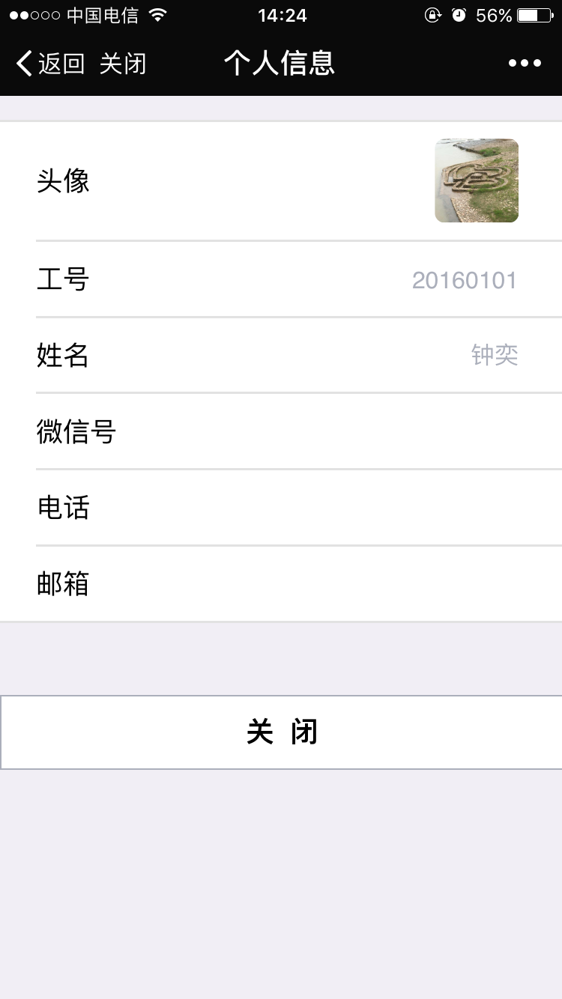 中国电信 14:24 56%
返回 关闭 个人信息
头像
工号 20160101
姓名 钟奕
微信号
电话
邮箱
关 闭